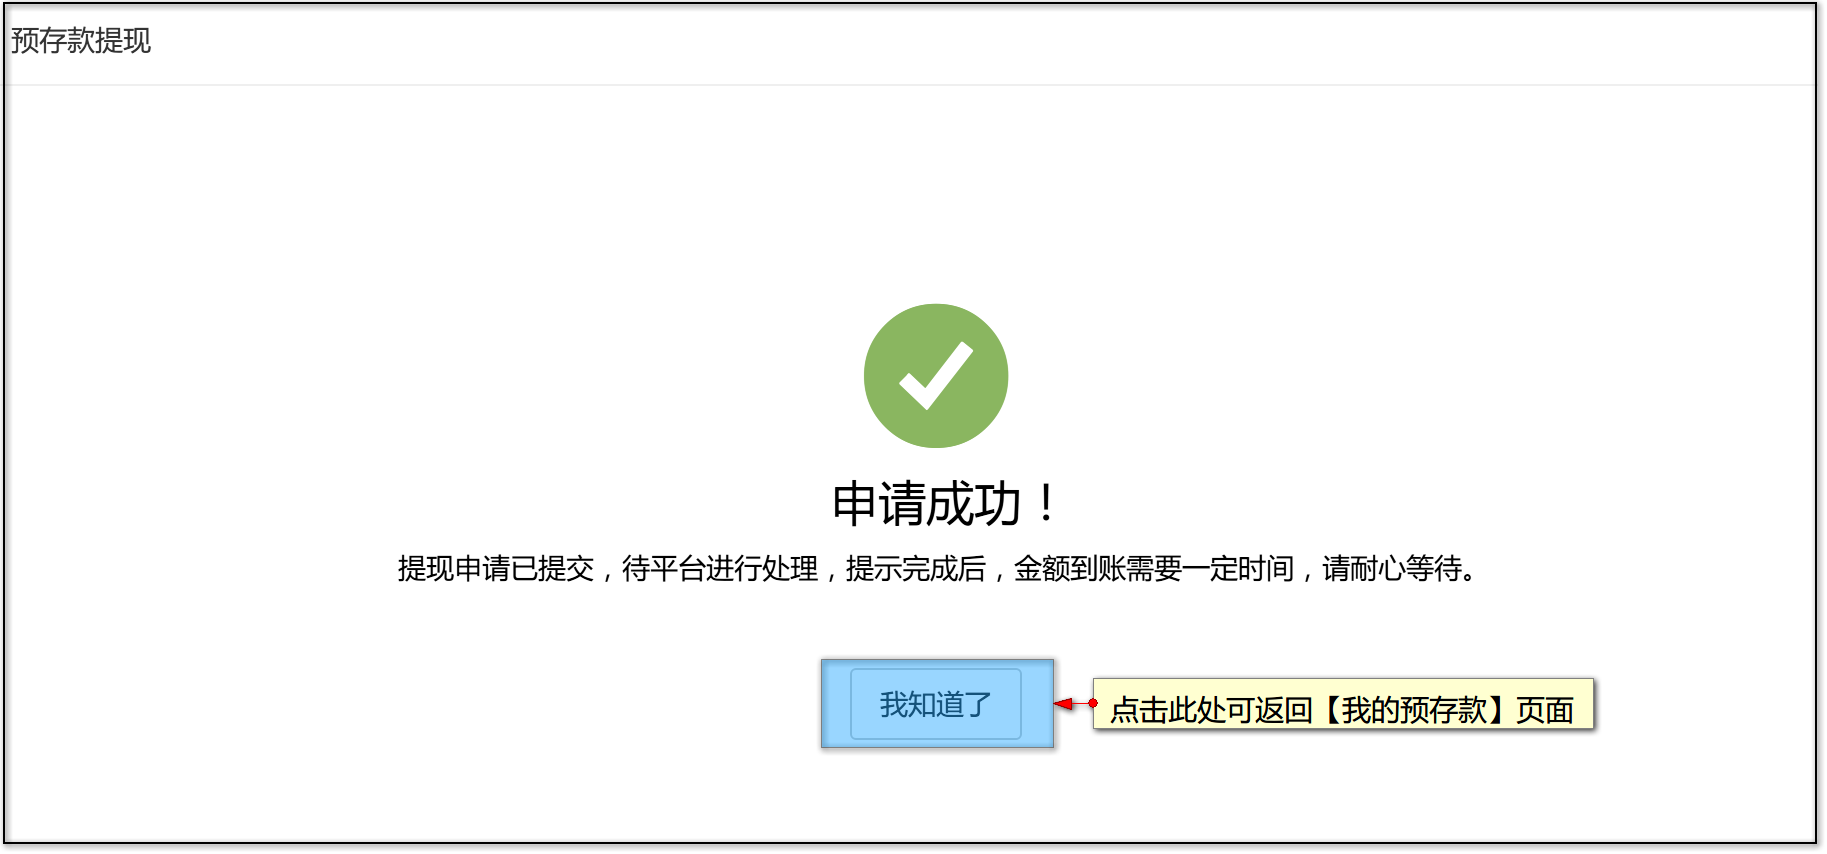 预存款提现
申请成功！
提现申请已提交，待平台进行处理，提示完成后，金额到账需要一定时间，请耐心等待。
我知道了
点击此处可返回【我的预存款】页面